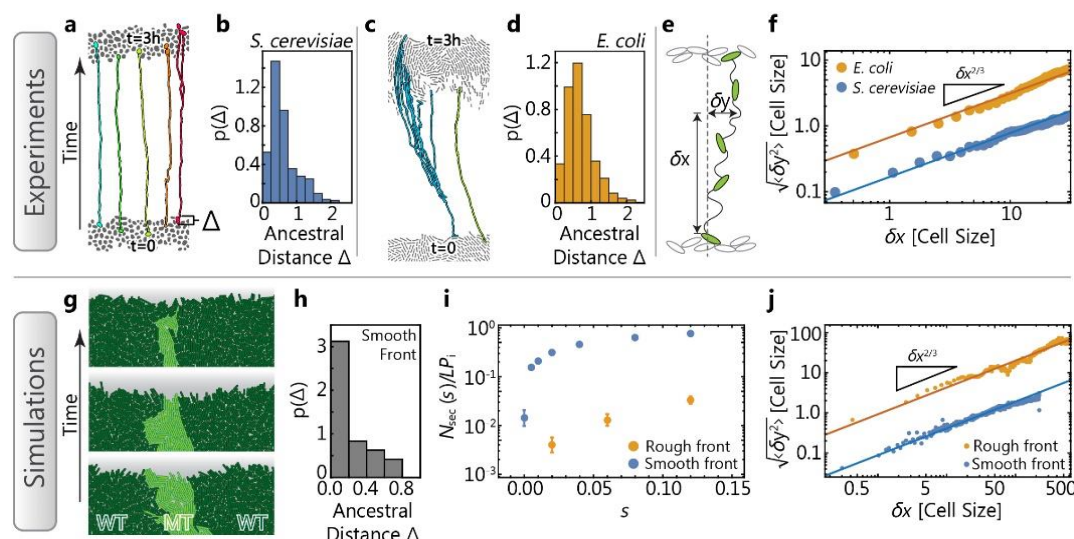 Experiments
a
t=3h
Time
t=0
Δ
b
S. cerevisiae
p(Δ)
1.2
0.8
0.4
0
0 1 2
Ancestral
Distance Δ
c
t=3h
t=0
d
E. coli
p(Δ)
1.2
0.8
0.4
0
0 1 2
Ancestral
Distance Δ
e
δy
δx
f
√⟨δy²⟩ [Cell Size]
10
1.0
0.1
E. coli
S. cerevisiae
δx^2/3
1 10
δx [Cell Size]
Simulations
g
Time
WT MT WT
h
p(Δ)
3
2
1
0
Smooth
Front
0.0 0.4 0.8
Ancestral
Distance Δ
i
N_sec (s)/LP_i
10⁰
10⁻¹
10⁻²
10⁻³
Rough front
Smooth front
0.00 0.05 0.10 0.15
s
j
√⟨δy²⟩ [Cell Size]
100
10
1.0
0.1
δx^2/3
Rough front
Smooth front
0.5 5 50 500
δx [Cell Size]